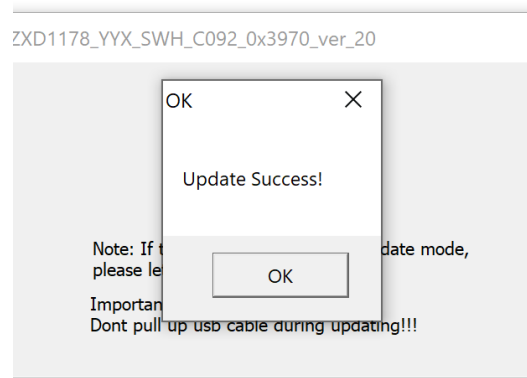 ZXD1178_YYX_SWH_C092_0x3970_ver_20
OK
Update Success!
Note: If date mode,
please le
OK
Importan
Dont pull up usb cable during updating!!!